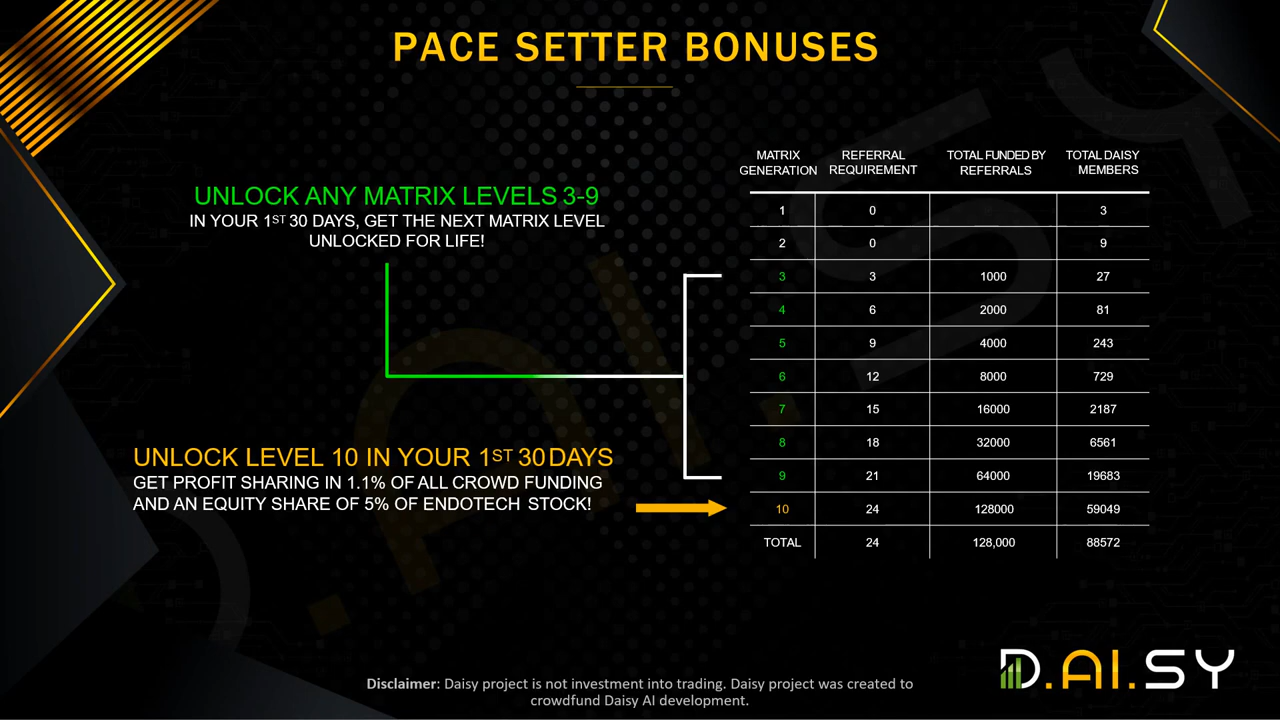 PACE SETTER BONUSES
UNLOCK ANY MATRIX LEVELS 3-9
IN YOUR 1ST 30 DAYS, GET THE NEXT MATRIX LEVEL
UNLOCKED FOR LIFE!
UNLOCK LEVEL 10 IN YOUR 1ST 30 DAYS
GET PROFIT SHARING IN 1.1% OF ALL CROWD FUNDING
AND AN EQUITY SHARE OF 5% OF ENDOTECH STOCK!
MATRIX GENERATION REFERRAL REQUIREMENT TOTAL FUNDED BY REFERRALS TOTAL DAISY MEMBERS
1 0 3
2 0 9
3 3 1000 27
4 6 2000 81
5 9 4000 243
6 12 8000 729
7 15 16000 2187
8 18 32000 6561
9 21 64000 19683
10 24 128000 59049
TOTAL 24 128,000 88572
D.AI.SY
Disclaimer: Daisy project is not investment into trading. Daisy project was created to
crowdfund Daisy AI development.